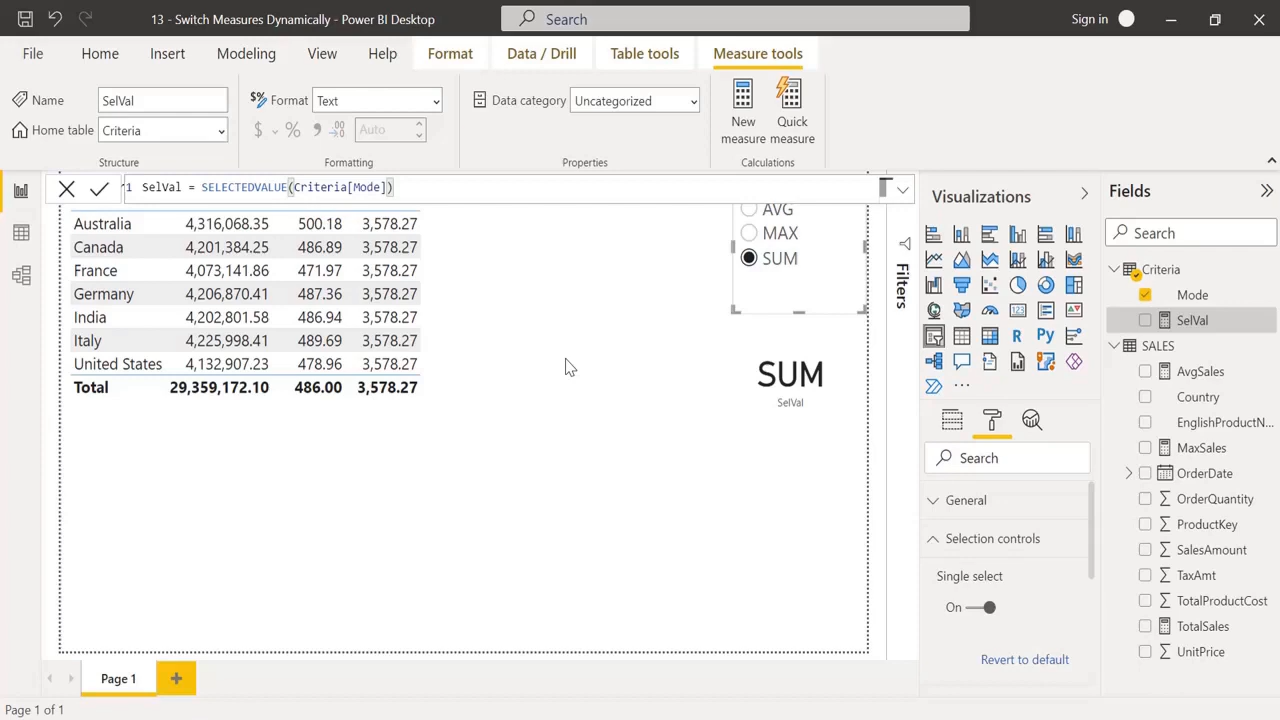 13 - Switch Measures Dynamically - Power BI Desktop
Search
Sign in
File Home Insert Modeling View Help Format Data / Drill Table tools Measure tools
Name SelVal
Home table Criteria
Structure
Format Text
$ % , .00 Auto
Formatting
Data category Uncategorized
Properties
New measure
Quick measure
Calculations
1 SelVal = SELECTEDVALUE(Criteria[Mode])
Australia 4,316,068.35 500.18 3,578.27
Canada 4,201,384.25 486.89 3,578.27
France 4,073,141.86 471.97 3,578.27
Germany 4,206,870.41 487.36 3,578.27
India 4,202,801.58 486.94 3,578.27
Italy 4,225,998.41 489.69 3,578.27
United States 4,132,907.23 478.96 3,578.27
Total 29,359,172.10 486.00 3,578.27
AVG
MAX
SUM
SUM
SelVal
Filters
Visualizations
R Py
123
...
Search
General
Selection controls
Single select
On
Revert to default
Fields
Search
Criteria
Mode
SelVal
SALES
AvgSales
Country
EnglishProductN...
MaxSales
OrderDate
OrderQuantity
ProductKey
SalesAmount
TaxAmt
TotalProductCost
TotalSales
UnitPrice
Page 1
Page 1 of 1